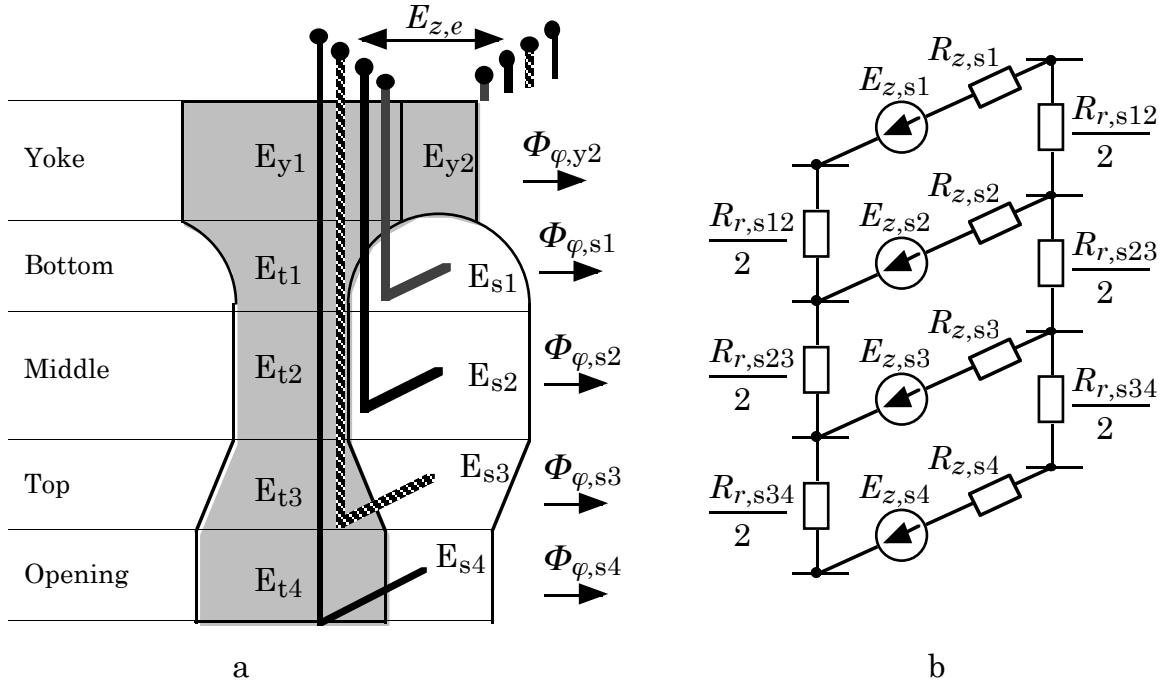 E_{z,e}
Yoke E_{y1} E_{y2} Φ_{φ,y2}
Bottom E_{t1} E_{s1} Φ_{φ,s1}
Middle E_{t2} E_{s2} Φ_{φ,s2}
Top E_{t3} E_{s3} Φ_{φ,s3}
Opening E_{t4} E_{s4} Φ_{φ,s4}
a
R_{z,s1}
E_{z,s1}
R_{r,s12}
2
R_{z,s2}
E_{z,s2}
R_{r,s12}
2
R_{r,s23}
2
R_{z,s3}
E_{z,s3}
R_{r,s23}
2
R_{r,s34}
2
R_{z,s4}
E_{z,s4}
R_{r,s34}
2
b